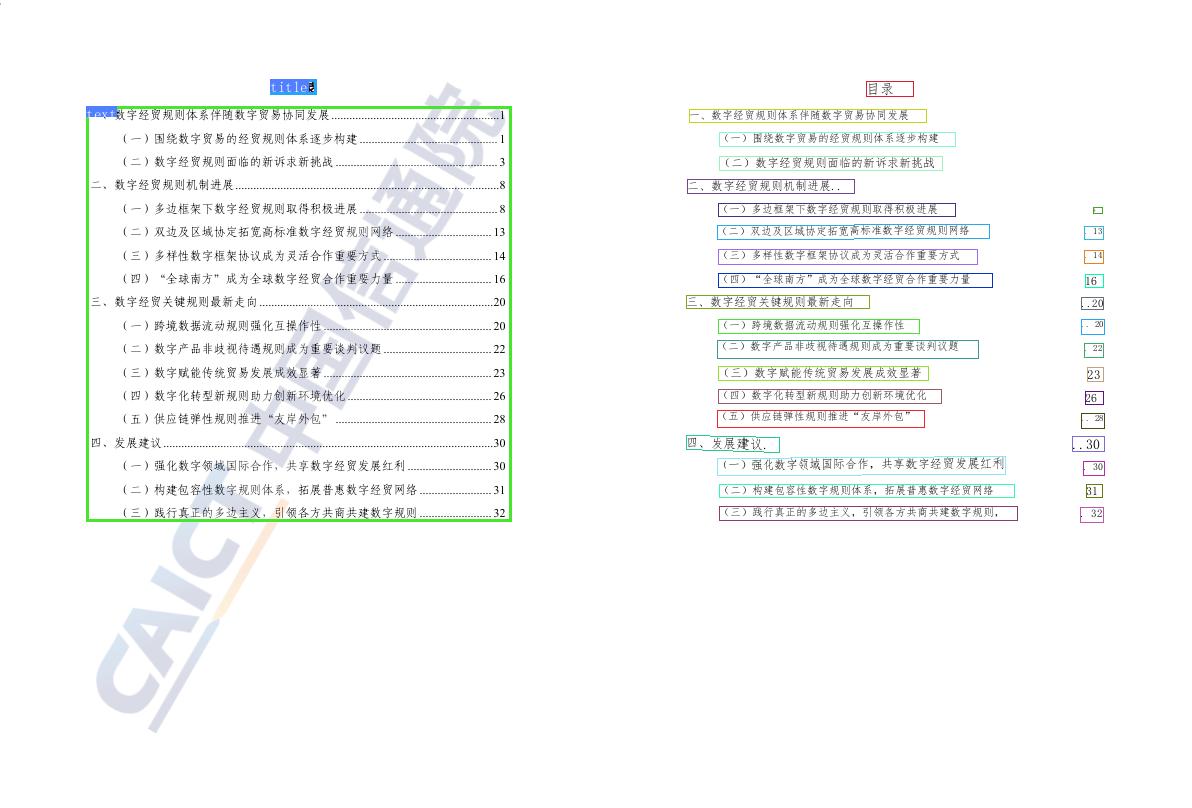 title
text
数字经贸规则体系伴随数字贸易协同发展 1
（一）围绕数字贸易的经贸规则体系逐步构建 1
（二）数字经贸规则面临的新诉求新挑战 3
二、数字经贸规则机制进展 8
（一）多边框架下数字经贸规则取得积极进展 8
（二）双边及区域协定拓宽高标准数字经贸规则网络 13
（三）多样性数字框架协议成为灵活合作重要方式 14
（四）“全球南方”成为全球数字经贸合作重要力量 16
三、数字经贸关键规则最新走向 20
（一）跨境数据流动规则强化互操作性 20
（二）数字产品非歧视待遇规则成为重要谈判议题 22
（三）数字赋能传统贸易发展成效显著 23
（四）数字化转型新规则助力创新环境优化 26
（五）供应链弹性规则推进“友岸外包” 28
四、发展建议 30
（一）强化数字领域国际合作，共享数字经贸发展红利 30
（二）构建包容性数字规则体系，拓展普惠数字经贸网络 31
（三）践行真正的多边主义，引领各方共商共建数字规则 32
CAICT 中国信通院
目录
一、数字经贸规则体系伴随数字贸易协同发展
（一）围绕数字贸易的经贸规则体系逐步构建
（二）数字经贸规则面临的新诉求新挑战
二、数字经贸规则机制进展..
（一）多边框架下数字经贸规则取得积极进展
（二）双边及区域协定拓宽高标准数字经贸规则网络 . 13
（三）多样性数字框架协议成为灵活合作重要方式 . 14
（四）“全球南方”成为全球数字经贸合作重要力量 16
三、数字经贸关键规则最新走向 ..20
（一）跨境数据流动规则强化互操作性 .. 20
（二）数字产品非歧视待遇规则成为重要谈判议题 . 22
（三）数字赋能传统贸易发展成效显著 23
（四）数字化转型新规则助力创新环境优化 26
（五）供应链弹性规则推进“友岸外包” .. 28
四、发展建议. ..30
（一）强化数字领域国际合作，共享数字经贸发展红利 . 30
（二）构建包容性数字规则体系，拓展普惠数字经贸网络 31
（三）践行真正的多边主义，引领各方共商共建数字规则， . 32